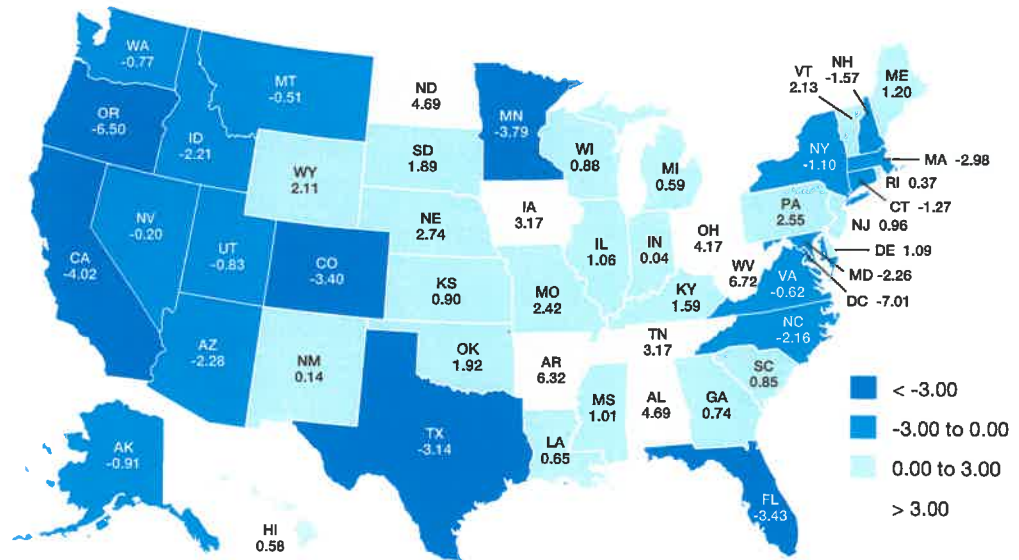 WA
-0.77
MT
-0.51
ND
4.69
MN
-3.79
VT
2.13
NH
-1.57
ME
1.20
OR
-6.50
ID
-2.21
WY
2.11
SD
1.89
WI
0.88
MI
0.59
NY
-1.10
MA -2.98
RI 0.37
CT -1.27
NJ 0.96
PA
2.55
NV
-0.20
UT
-0.83
CO
-3.40
NE
2.74
IA
3.17
IL
1.06
IN
0.04
OH
4.17
WV
6.72
DE 1.09
MD -2.26
DC -7.01
VA
-0.62
CA
-4.02
KS
0.90
MO
2.42
KY
1.59
NC
-2.16
AZ
-2.28
NM
0.14
OK
1.92
AR
6.32
TN
3.17
SC
0.85
MS
1.01
AL
4.69
GA
0.74
TX
-3.14
LA
0.65
FL
-3.43
AK
-0.91
HI
0.58
< -3.00
-3.00 to 0.00
0.00 to 3.00
> 3.00